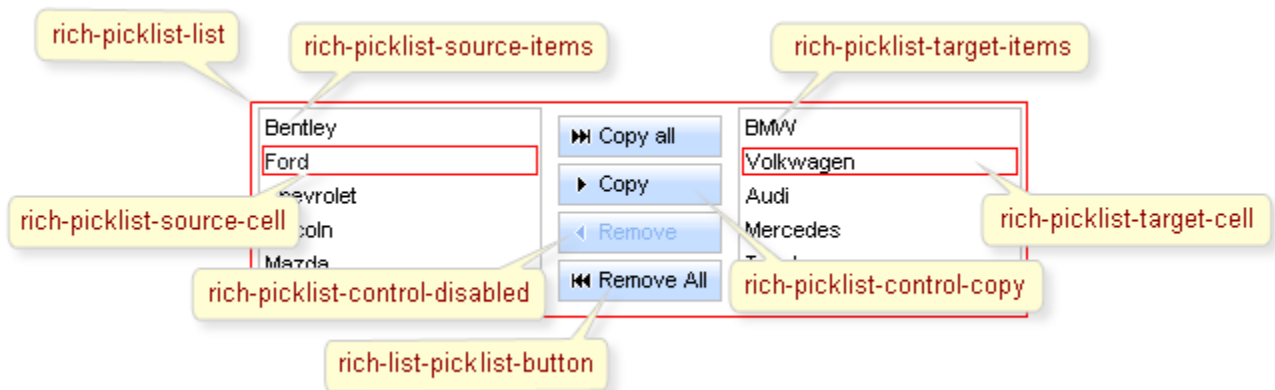 rich-picklist-list
rich-picklist-source-items
rich-picklist-target-items
Bentley
Copy all
BMW
Ford
Volkwagen
Copy
Audi
rich-picklist-source-cell
rich-picklist-target-cell
Remove
Mercedes
Mazda
rich-picklist-control-disabled
Remove All
rich-picklist-control-copy
rich-list-picklist-button